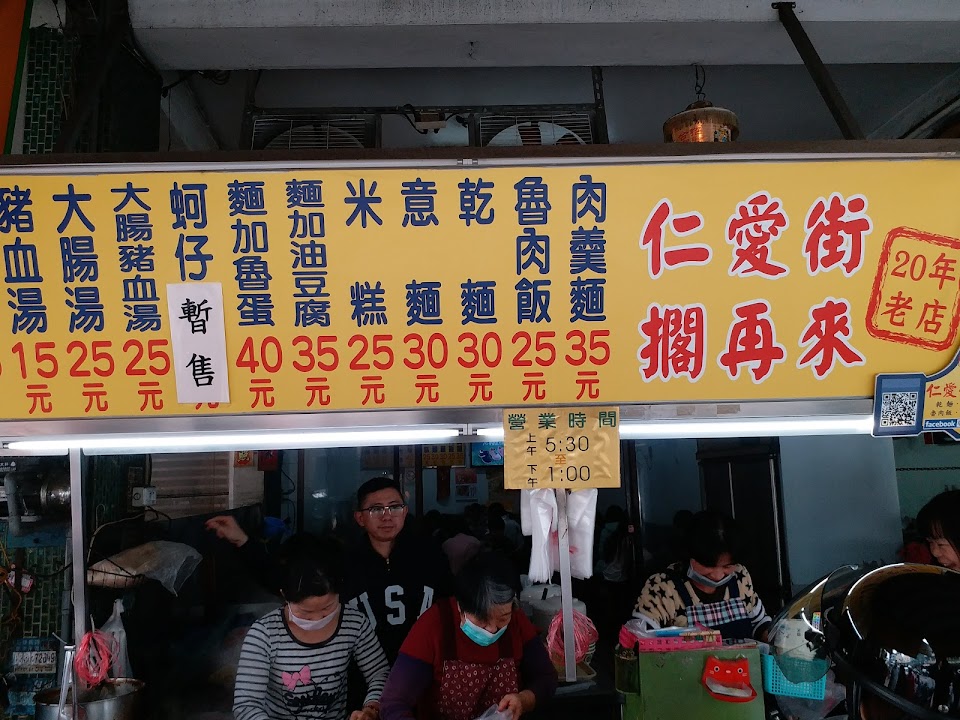 仁愛街
擱再來
20年
老店
肉羹麵
35元
魯肉飯
25元
乾麵
30元
意麵
30元
米糕
25元
麵加油豆腐
35元
麵加魯蛋
40元
蚵仔
暫售
元
大腸豬血湯
25元
大腸湯
25元
豬血湯
15元
營業時間
上午5:30
至
下午1:00
仁愛
facebook
USA